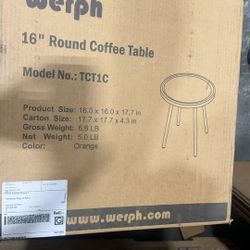 werph
16" Round Coffee Table
Model No.: TCT1C
Product Size: 16.0 x 16.0 x 17.7 in
Carton Size: 17.7 x 17.7 x 4.3 in
Gross Weight: 6.6 LB
Net Weight: 5.0 LB
Color: Orange
FedEx
www.werph.com